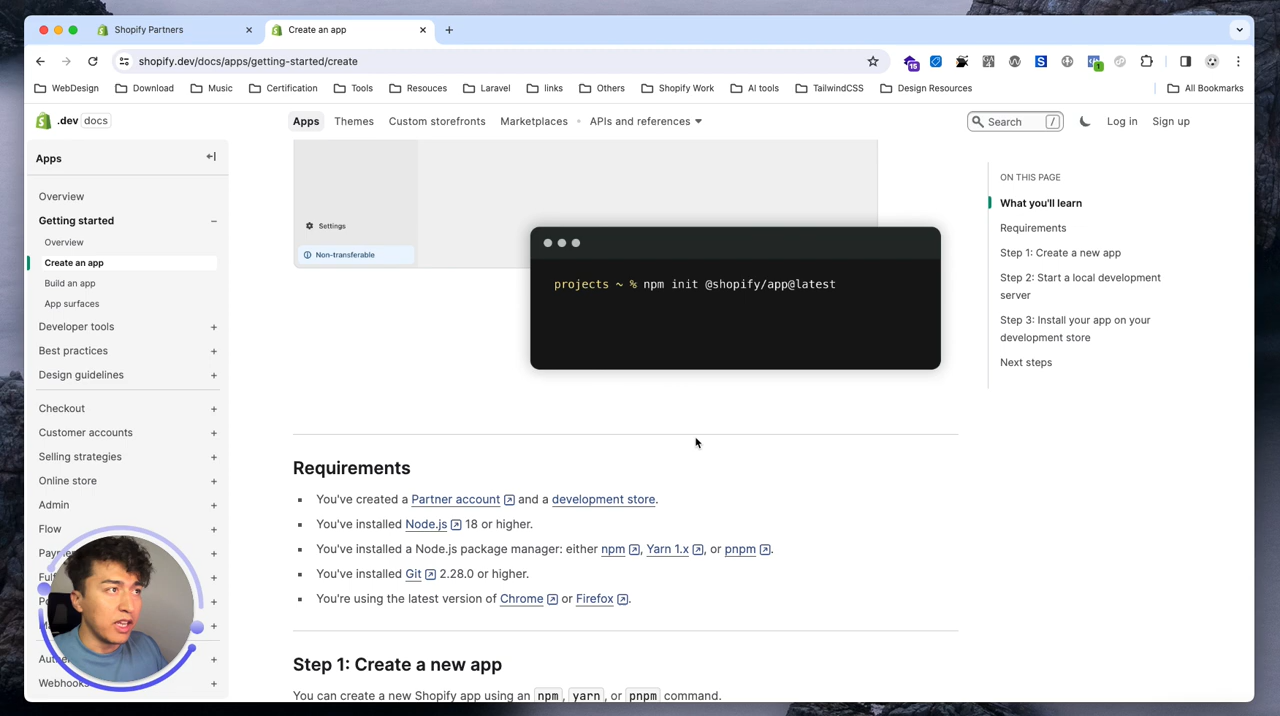 Shopify Partners
Create an app
shopify.dev/docs/apps/getting-started/create
15
1
WebDesign
Download
Music
Certification
Tools
Resouces
Laravel
links
Others
Shopify Work
AI tools
TailwindCSS
Design Resources
All Bookmarks
.dev docs
Apps
Themes
Custom storefronts
Marketplaces
APIs and references
Search /
Log in
Sign up
Apps
Overview
Getting started
Overview
Create an app
Build an app
App surfaces
Developer tools
Best practices
Design guidelines
Checkout
Customer accounts
Selling strategies
Online store
Admin
Flow
Webhooks
Settings
Non-transferable
projects ~ % npm init @shopify/app@latest
Requirements
You've created a Partner account and a development store.
You've installed Node.js 18 or higher.
You've installed a Node.js package manager: either npm, Yarn 1.x, or pnpm.
You've installed Git 2.28.0 or higher.
You're using the latest version of Chrome or Firefox.
Step 1: Create a new app
You can create a new Shopify app using an npm, yarn, or pnpm command.
ON THIS PAGE
What you'll learn
Requirements
Step 1: Create a new app
Step 2: Start a local development
server
Step 3: Install your app on your
development store
Next steps